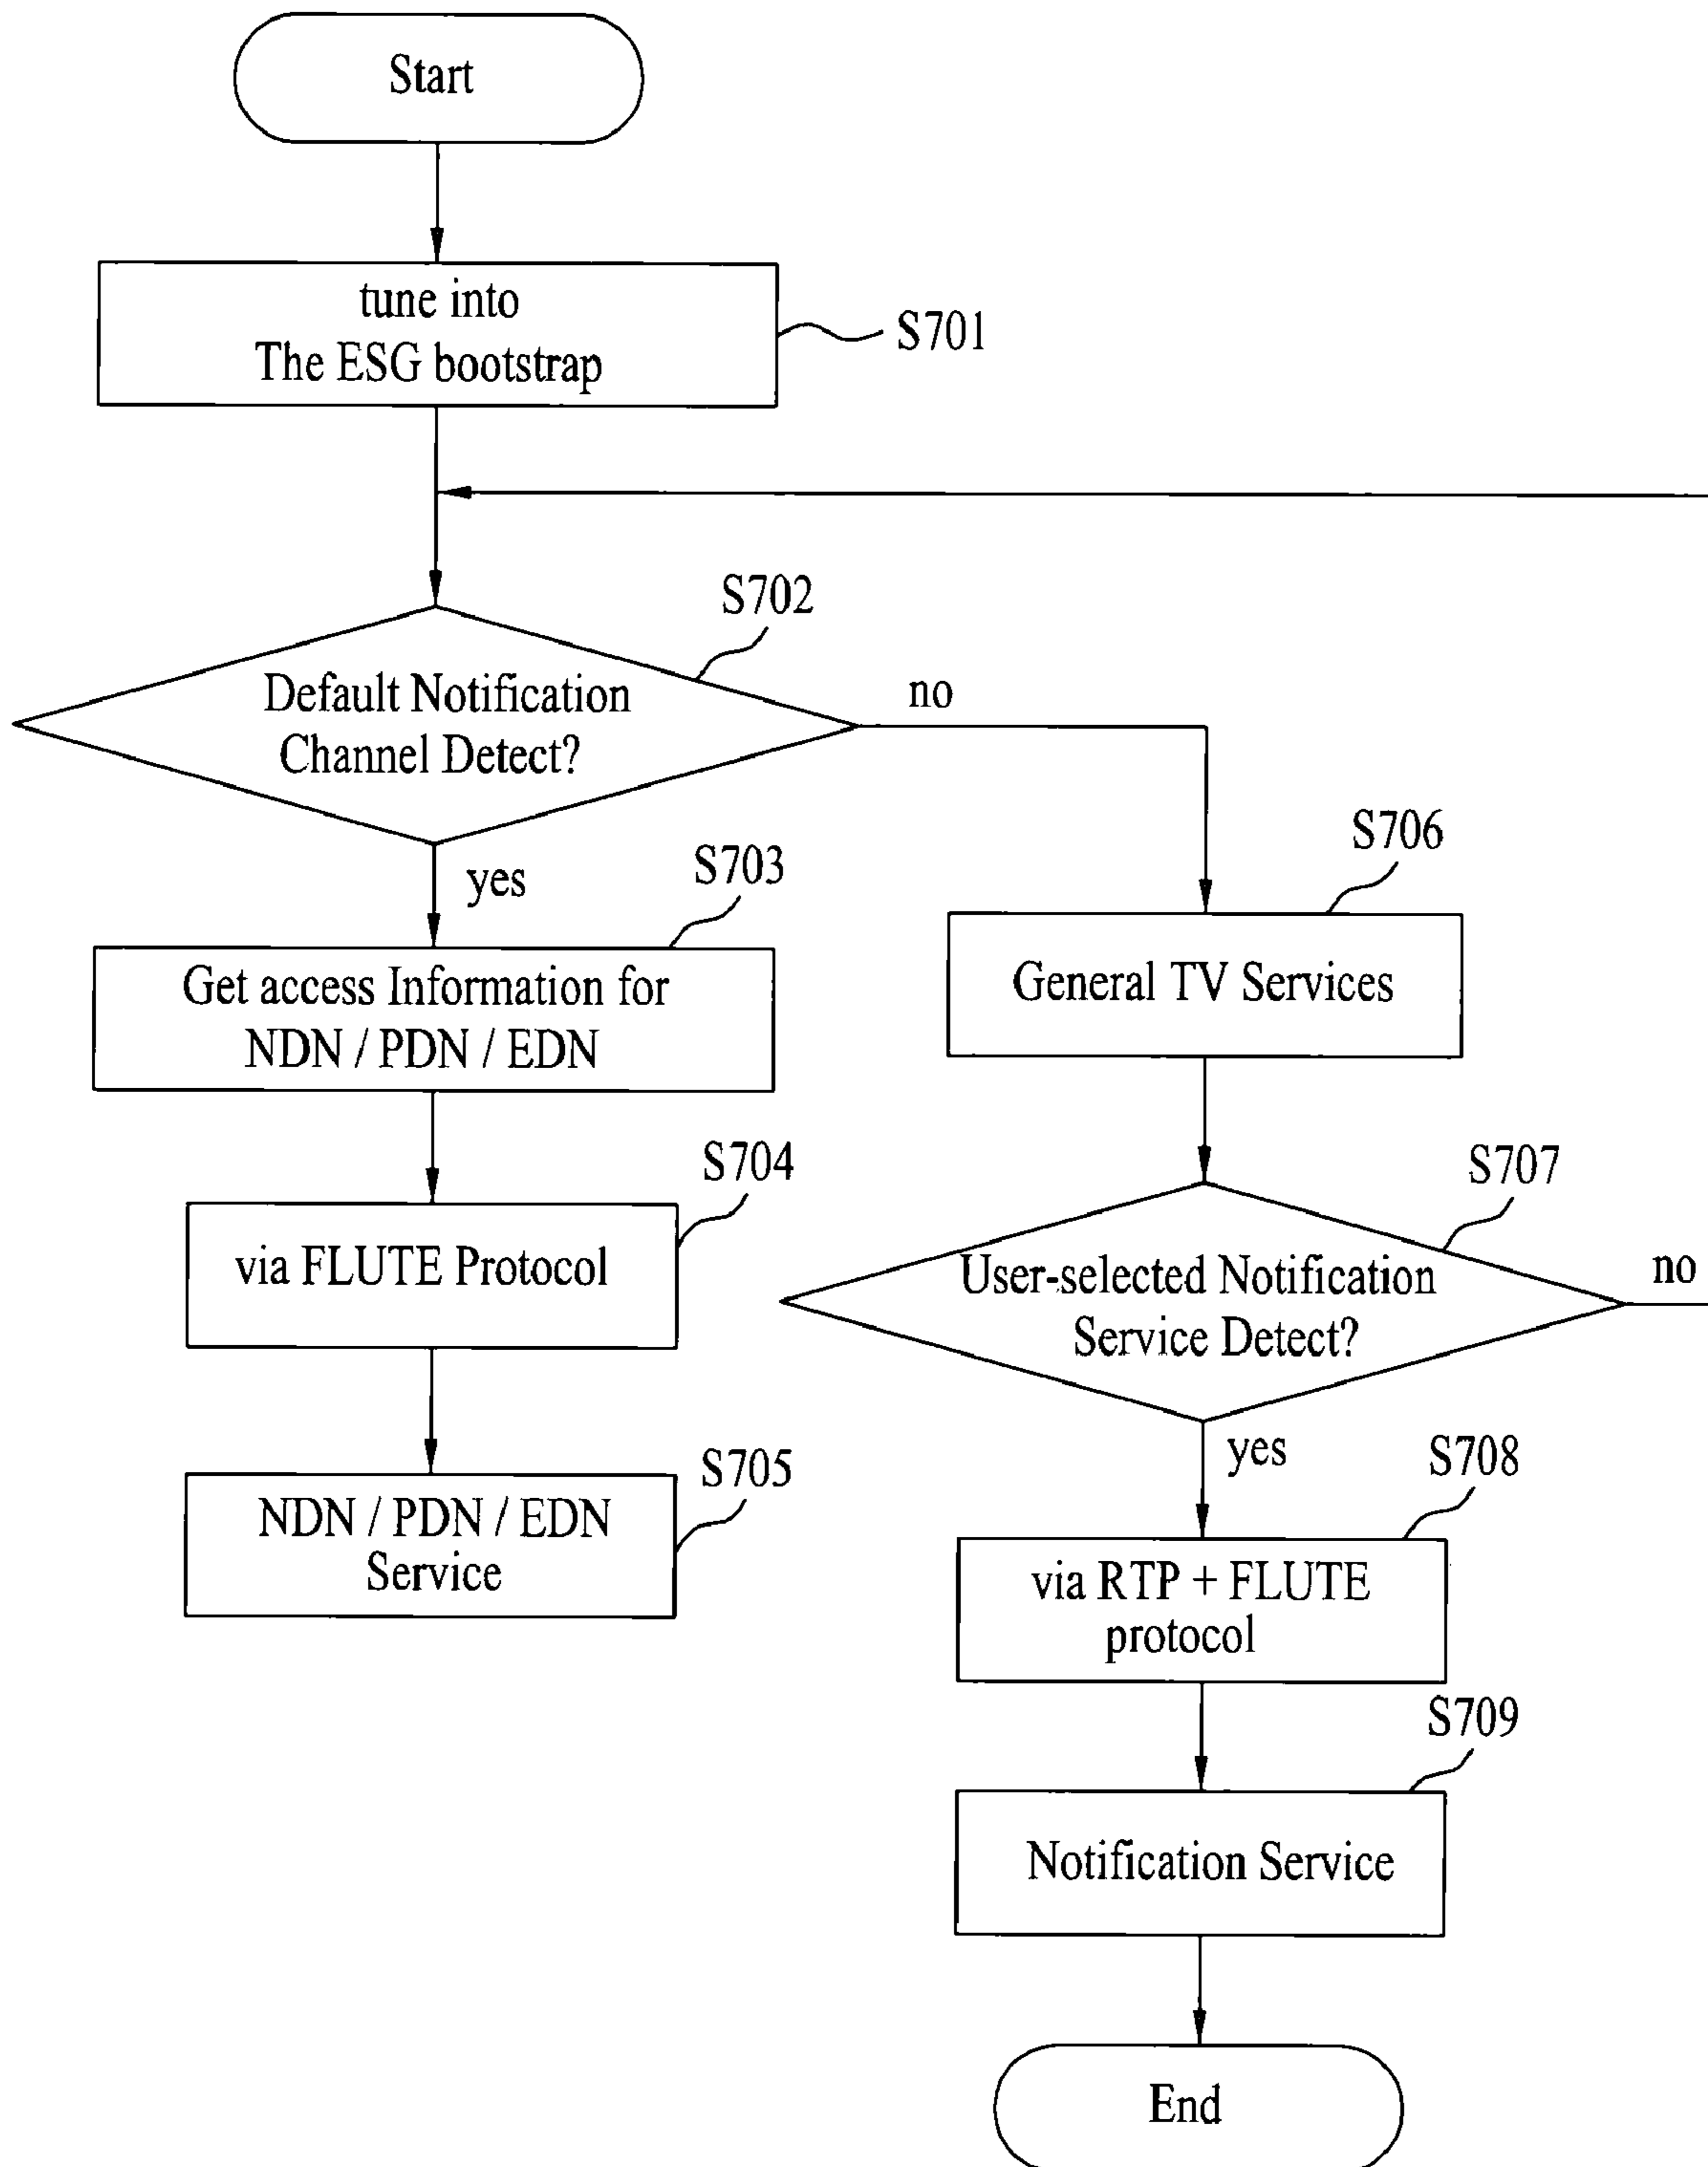 Start
tune into
The ESG bootstrap
S701
S702
Default Notification
Channel Detect?
no
yes
S703
Get access Information for
NDN / PDN / EDN
S704
via FLUTE Protocol
S705
NDN / PDN / EDN
Service
S706
General TV Services
S707
User-selected Notification
Service Detect?
no
yes
S708
via RTP + FLUTE
protocol
S709
Notification Service
End